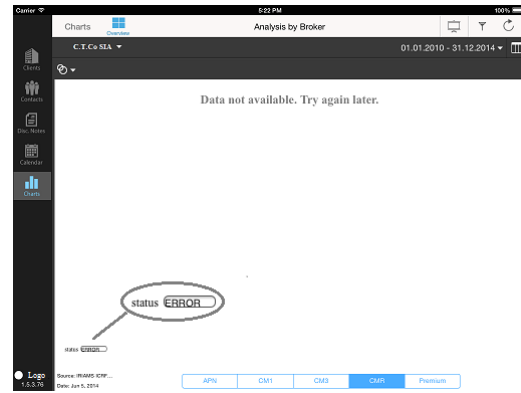 Carrier 5:22 PM 100%
Charts Overview Analysis by Broker
C.T.Co SIA 01.01.2010 - 31.12.2014
Clients
Contacts
Disc. Notes
Calendar
Charts
Data not available. Try again later.
status ERROR
status ERROR
Logo
1.5.3.76
Source: IRIAMS-ICRF...
Date: Jun 5, 2014
APN CM1 CM3 CMR Premium